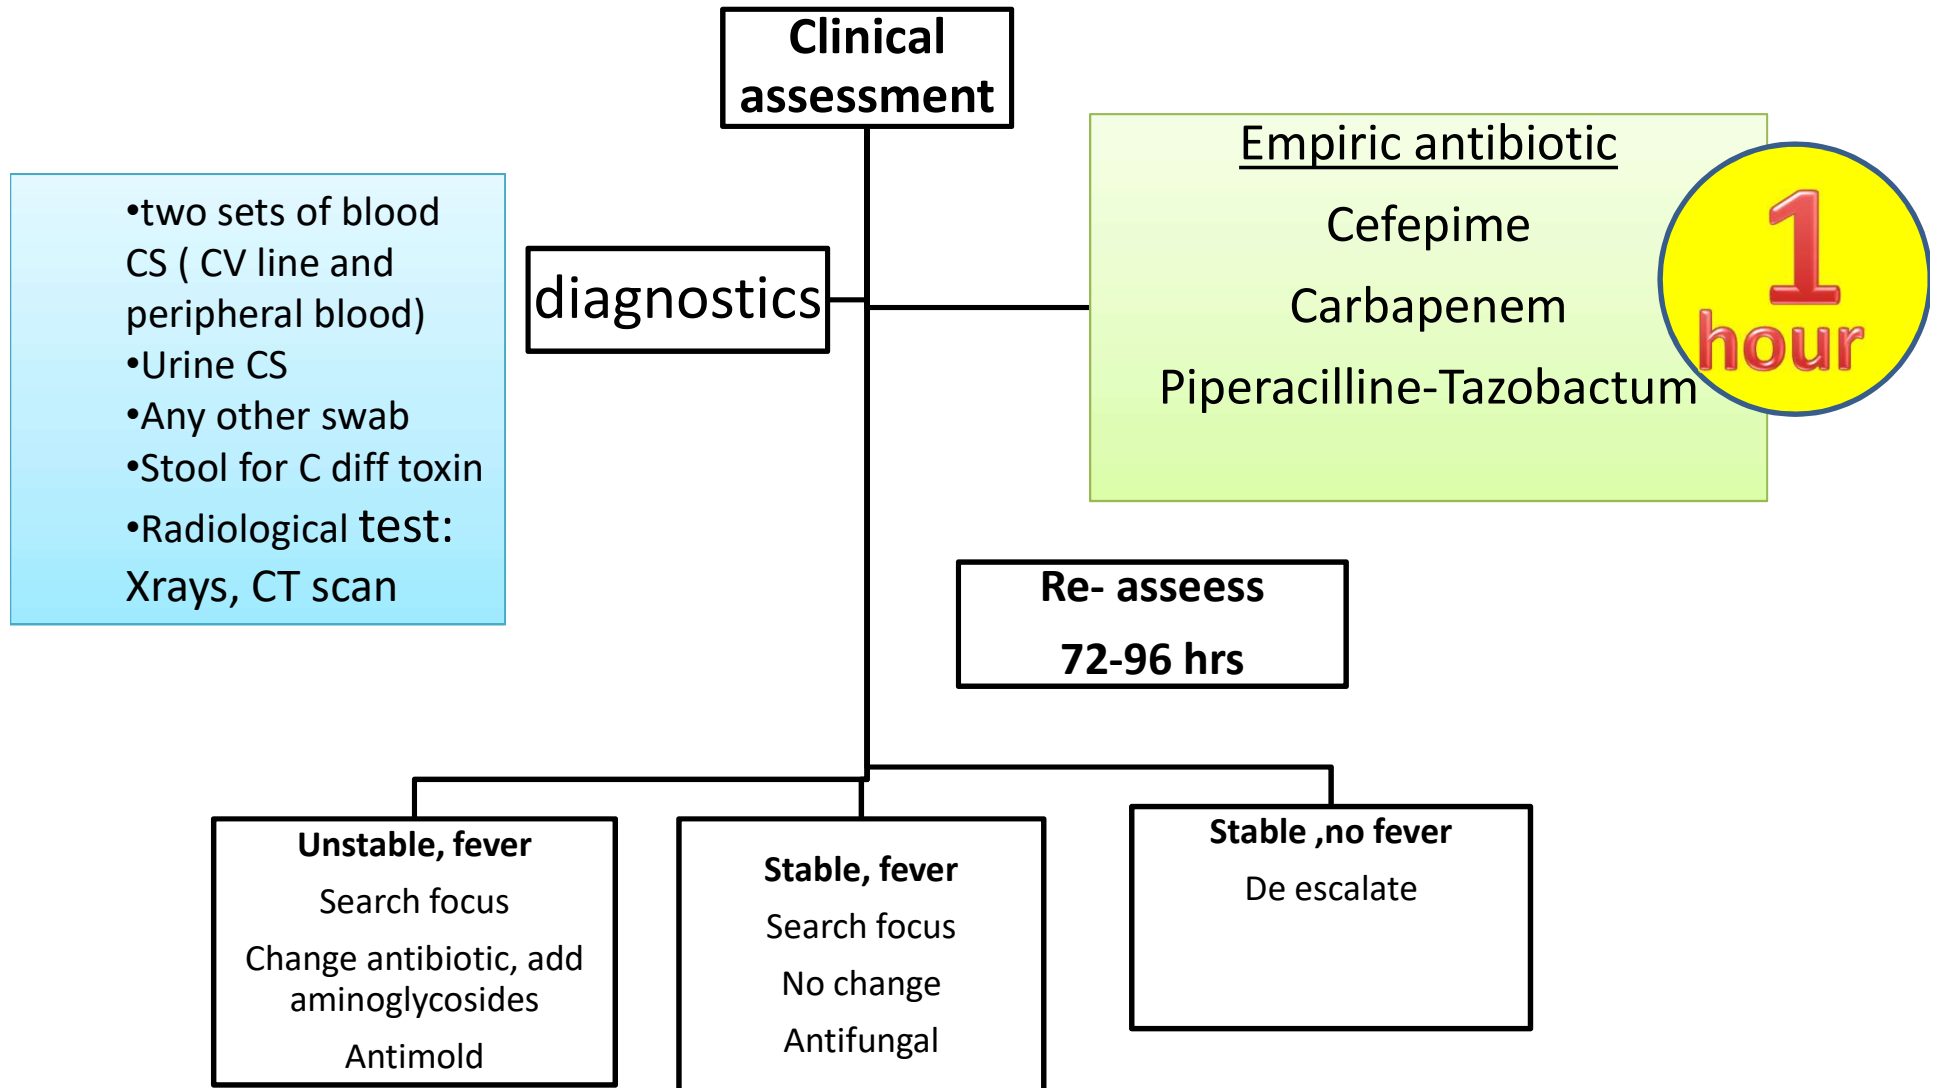 Clinical
assessment
•two sets of blood
CS ( CV line and
peripheral blood)
•Urine CS
•Any other swab
•Stool for C diff toxin
•Radiological test:
Xrays, CT scan
diagnostics
Empiric antibiotic
Cefepime
Carbapenem
Piperacilline-Tazobactum
1
hour
Re- asseess
72-96 hrs
Unstable, fever
Search focus
Change antibiotic, add
aminoglycosides
Antimold
Stable, fever
Search focus
No change
Antifungal
Stable ,no fever
De escalate